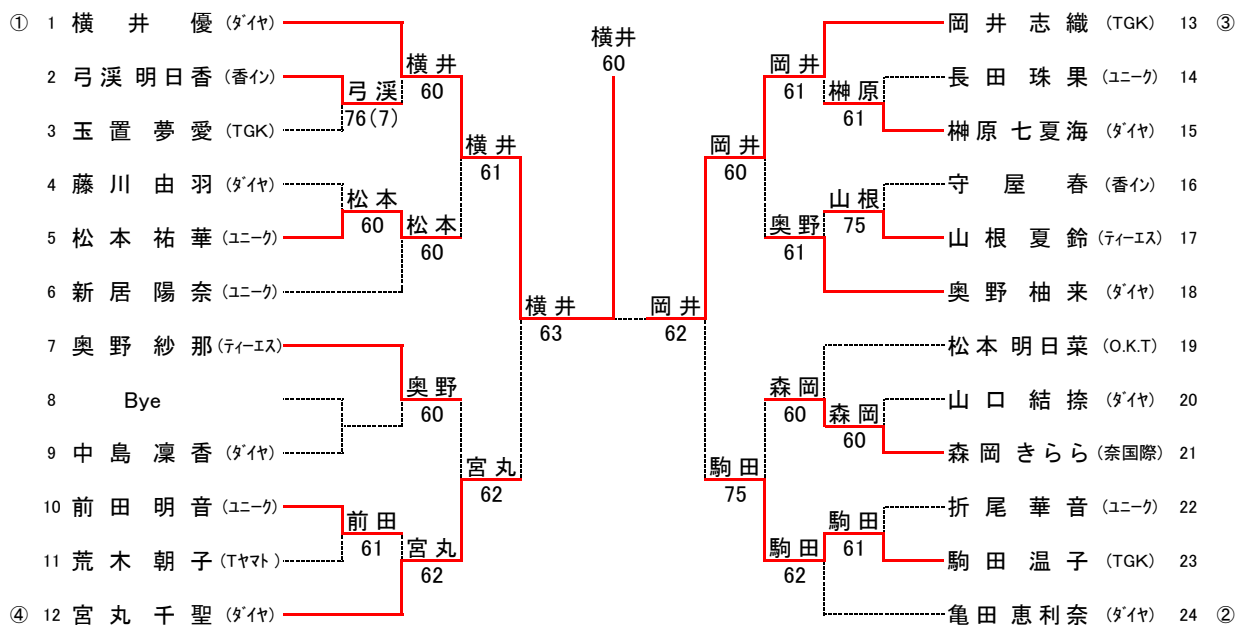 ① 1 横井 優 (ダイヤ)
2 弓溪明日香 (香イン)
3 玉置夢愛 (TGK)
4 藤川由羽 (ダイヤ)
5 松本祐華 (ユニーク)
6 新居陽奈 (ユニーク)
7 奥野紗那 (ティーエス)
8 Bye
9 中島凜香 (ダイヤ)
10 前田明音 (ユニーク)
11 荒木朝子 (Tヤマト)
④ 12 宮丸千聖 (ダイヤ)
弓溪
76(7)
松本
60
前田
61
横井
60
松本
60
奥野
60
宮丸
62
横井
61
宮丸
62
横井
63
横井
60
岡井
62
岡井
60
駒田
75
岡井
61
奥野
61
森岡
60
駒田
62
榊原
61
山根
75
森岡
60
駒田
61
岡井志織 (TGK) 13 ③
長田珠果 (ユニーク) 14
榊原七夏海 (ダイヤ) 15
守屋 春 (香イン) 16
山根夏鈴 (ティーエス) 17
奥野柚来 (ダイヤ) 18
松本明日菜 (O.K.T) 19
山口結捺 (ダイヤ) 20
森岡きらら (奈国際) 21
折尾華音 (ユニーク) 22
駒田温子 (TGK) 23
亀田恵利奈 (ダイヤ) 24 ②